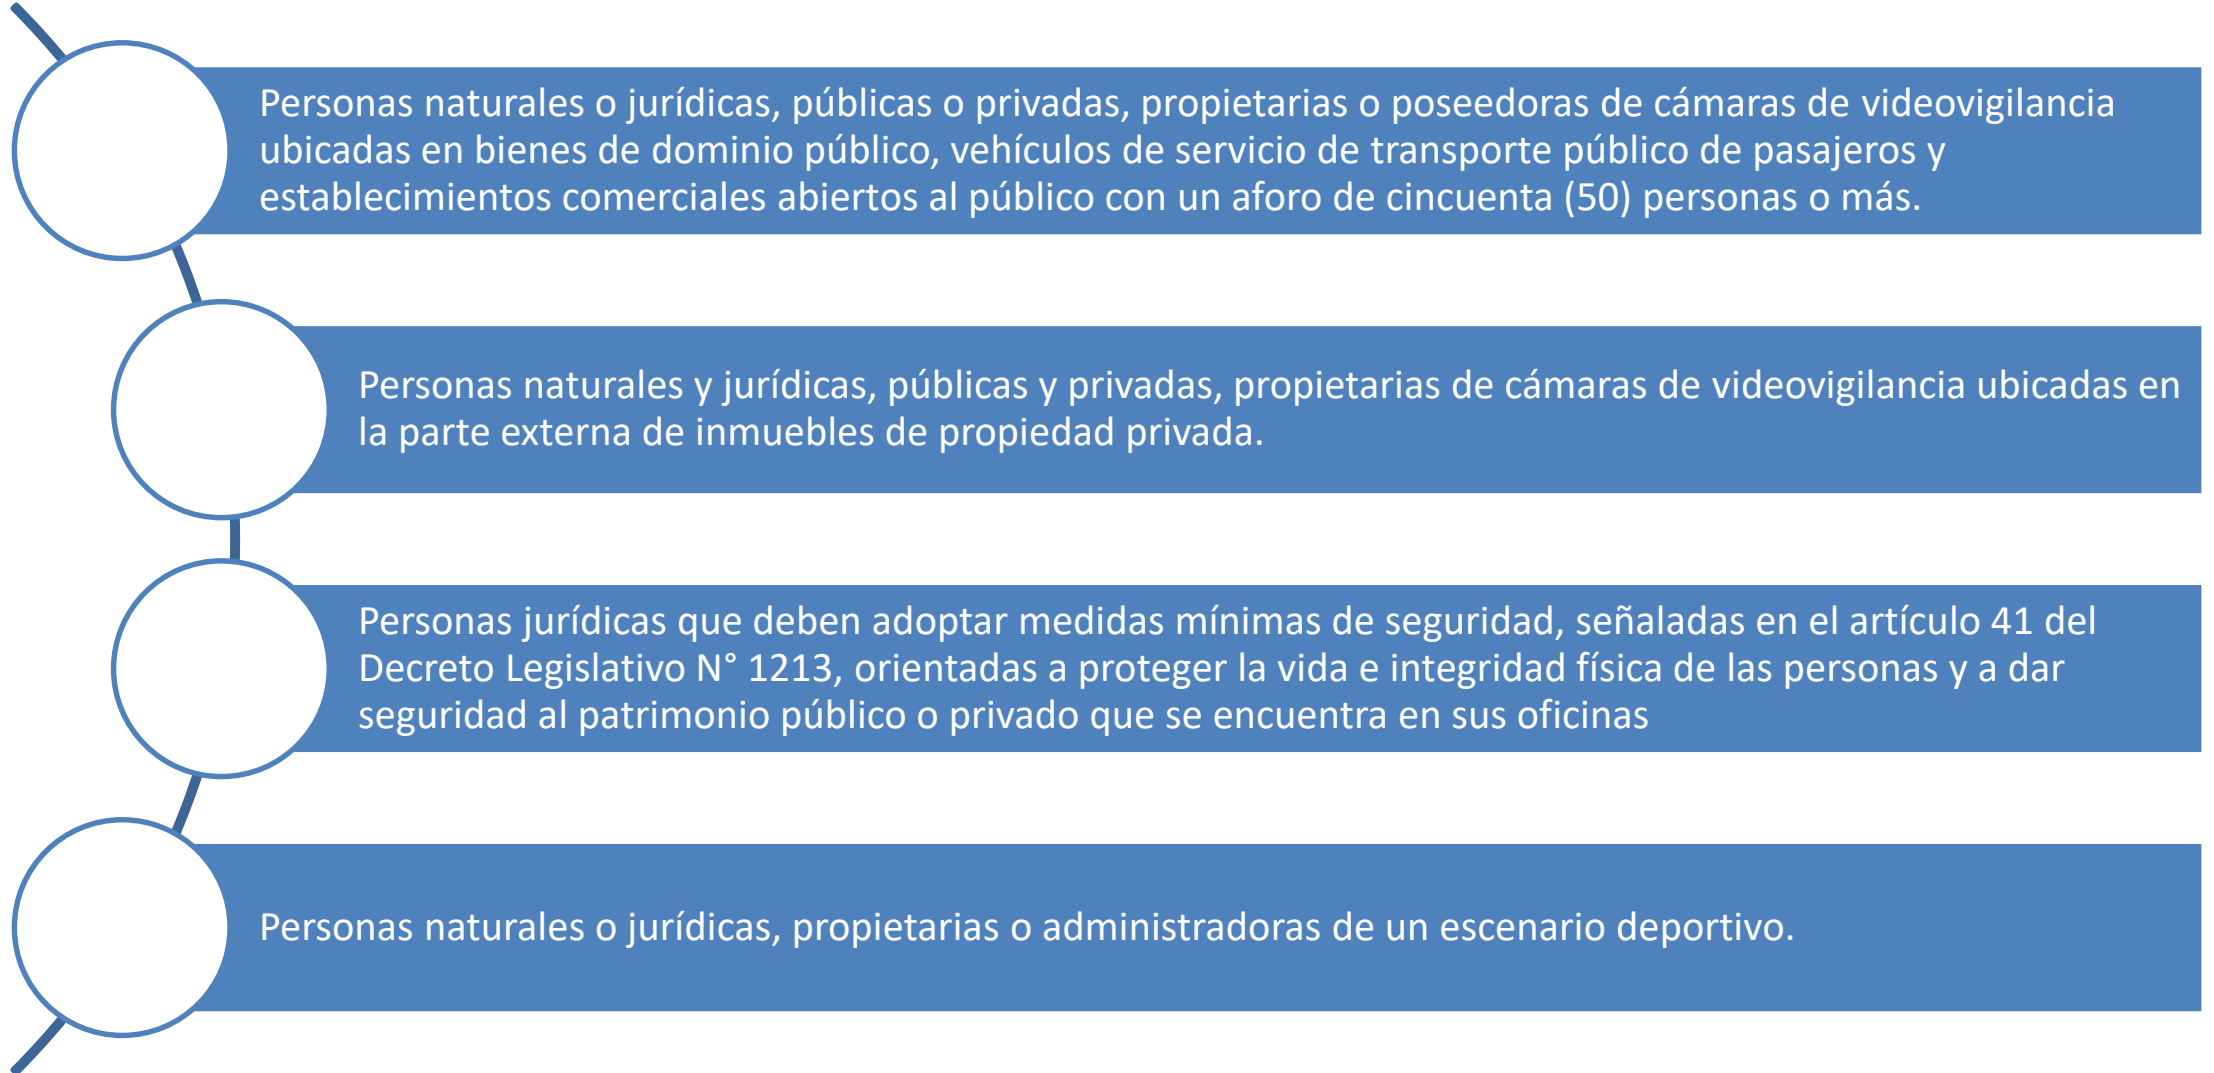 Personas naturales o jurídicas, públicas o privadas, propietarias o poseedoras de cámaras de videovigilancia
ubicadas en bienes de dominio público, vehículos de servicio de transporte público de pasajeros y
establecimientos comerciales abiertos al público con un aforo de cincuenta (50) personas o más.
Personas naturales y jurídicas, públicas y privadas, propietarias de cámaras de videovigilancia ubicadas en
la parte externa de inmuebles de propiedad privada.
Personas jurídicas que deben adoptar medidas mínimas de seguridad, señaladas en el artículo 41 del
Decreto Legislativo N° 1213, orientadas a proteger la vida e integridad física de las personas y a dar
seguridad al patrimonio público o privado que se encuentra en sus oficinas
Personas naturales o jurídicas, propietarias o administradoras de un escenario deportivo.